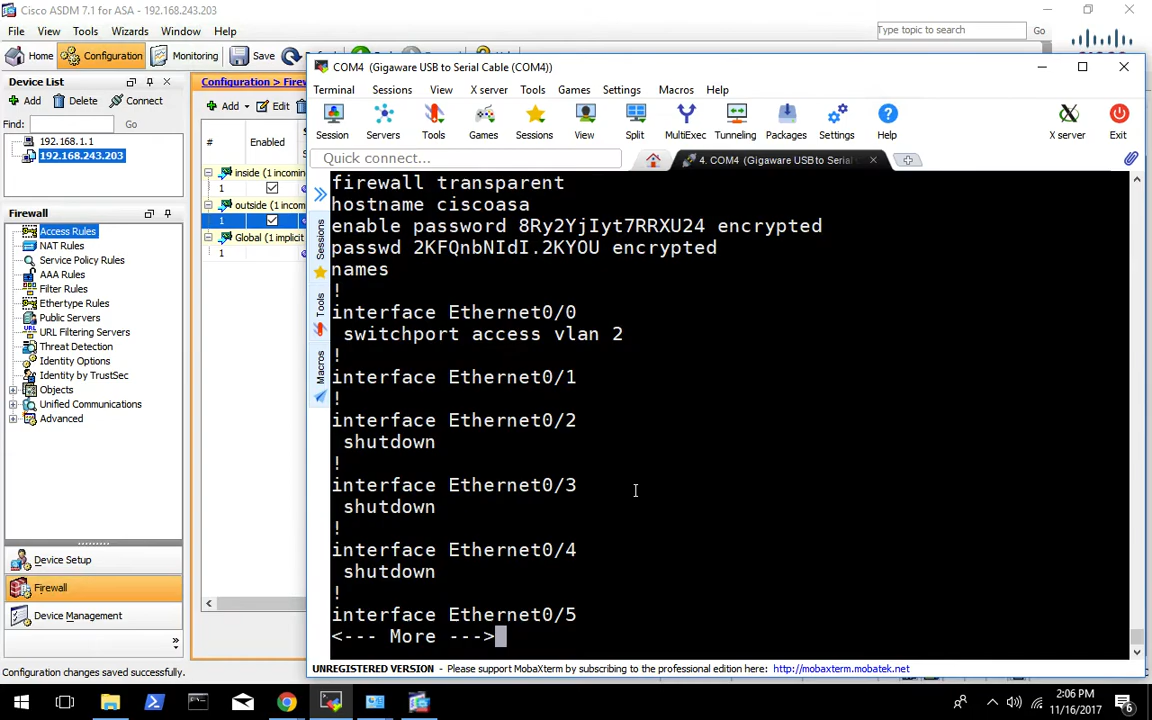 Cisco ASDM 7.1 for ASA - 192.168.243.203
File View Tools Wizards Window Help
Type topic to search
Go
Home
Configuration
Monitoring
Save
Device List
Add Delete Connect
Find:
Go
192.168.1.1
192.168.243.203
Firewall
Access Rules
NAT Rules
Service Policy Rules
AAA Rules
Filter Rules
Ethertype Rules
Public Servers
URL Filtering Servers
Threat Detection
Identity Options
Identity by TrustSec
Objects
Unified Communications
Advanced
Device Setup
Firewall
Device Management
Configuration changes saved successfully.
Configuration > Firew
Add Edit
# Enabled
inside (1 incomin
1
outside (1 incom
1
Global (1 implicit
1
COM4 (Gigaware USB to Serial Cable (COM4))
Terminal Sessions View X server Tools Games Settings Macros Help
Session Servers Tools Games Sessions View Split MultiExec Tunneling Packages Settings Help
X server Exit
Quick connect...
4. COM4 (Gigaware USB to Serial
Sessions
Tools
Macros
firewall transparent
hostname ciscoasa
enable password 8Ry2YjIyt7RRXU24 encrypted
passwd 2KFQnbNIdI.2KYOU encrypted
names
!
interface Ethernet0/0
switchport access vlan 2
!
interface Ethernet0/1
!
interface Ethernet0/2
shutdown
!
interface Ethernet0/3
shutdown
!
interface Ethernet0/4
shutdown
!
interface Ethernet0/5
<--- More --->
UNREGISTERED VERSION - Please support MobaXterm by subscribing to the professional edition here: http://mobaxterm.mobatek.net
2:06 PM
11/16/2017
6